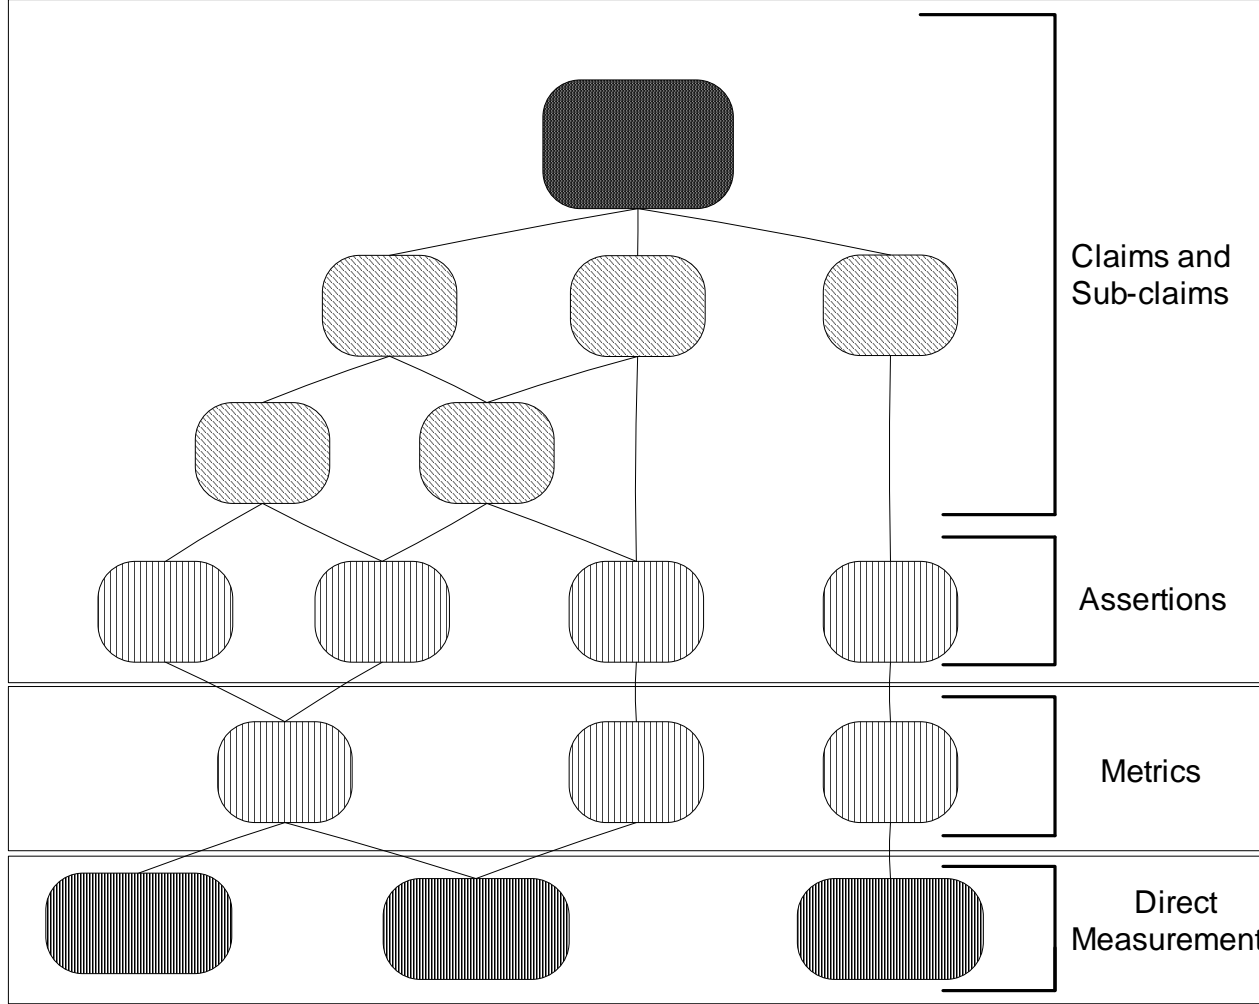 Claims and
Sub-claims
Assertions
Metrics
Direct
Measurement